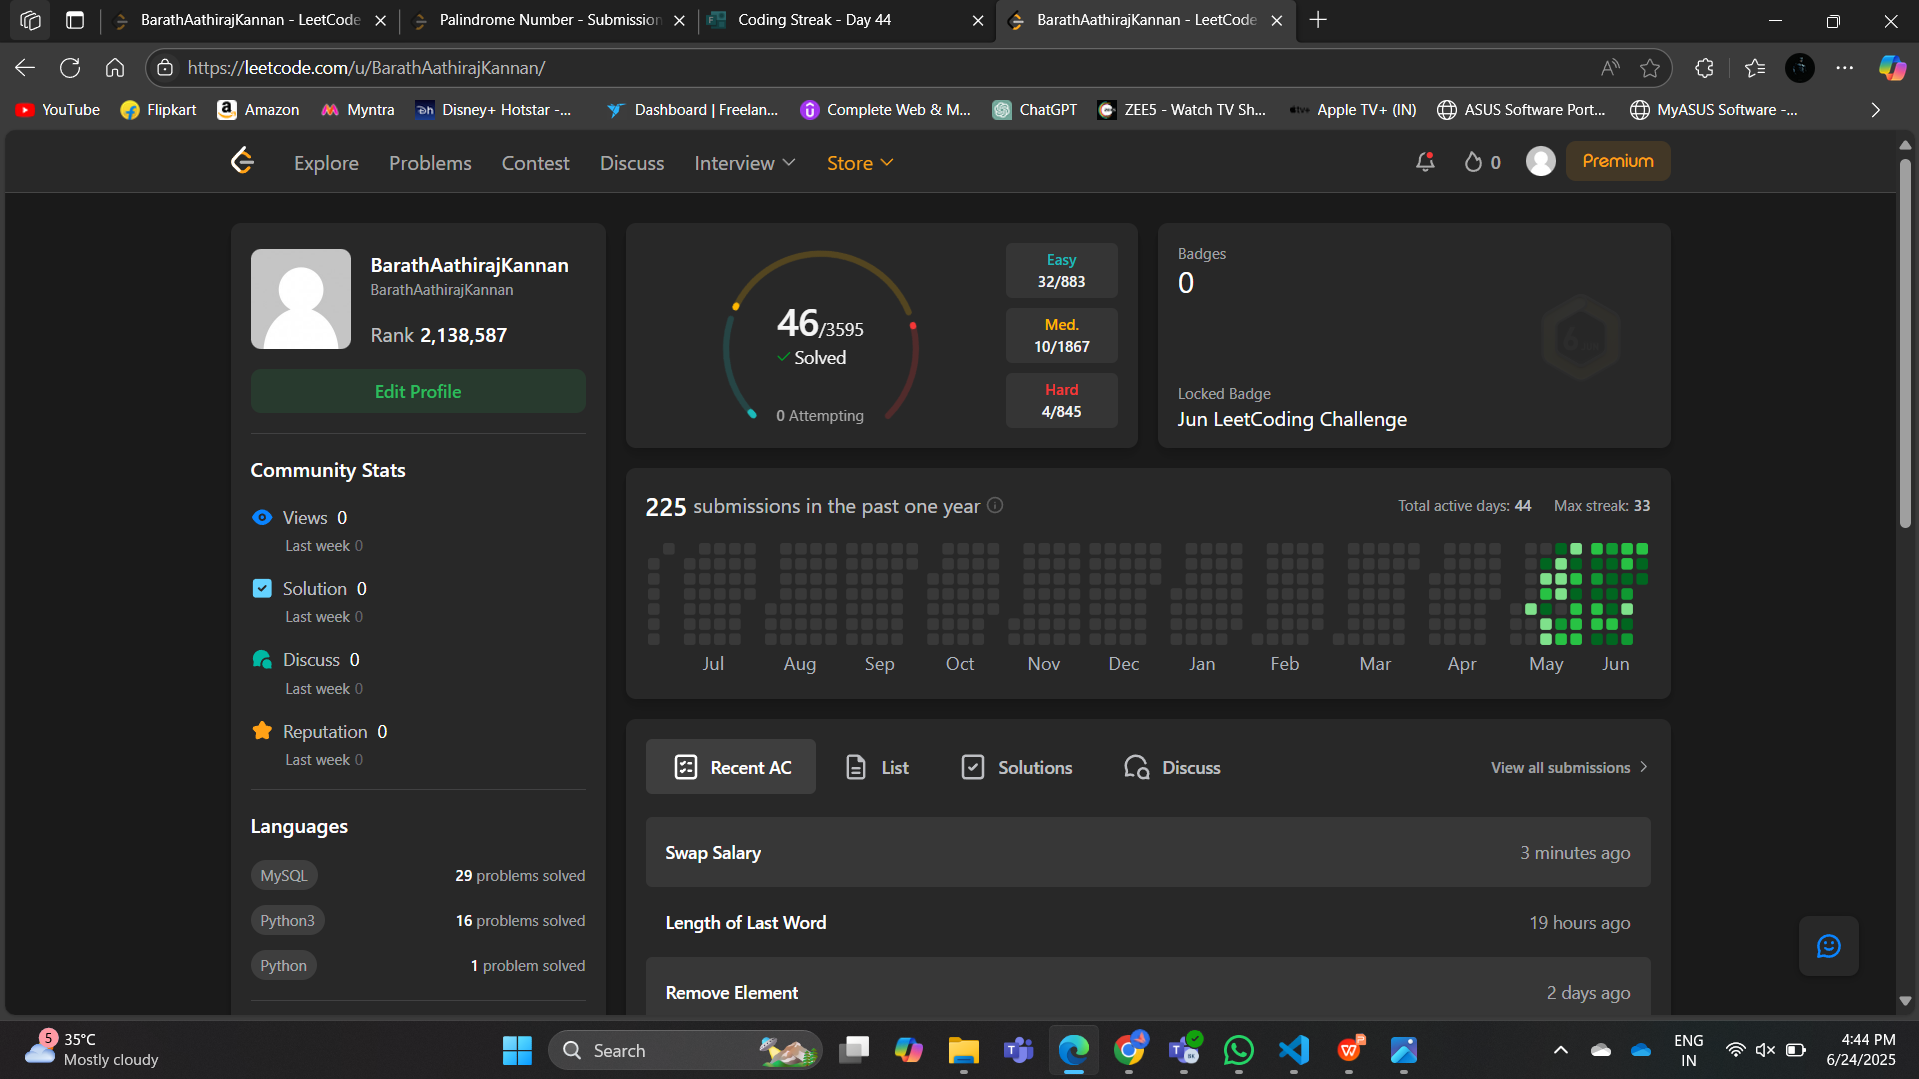 BarathAathirajKannan - LeetCode
Palindrome Number - Submission
Coding Streak - Day 44
BarathAathirajKannan - LeetCode
https://leetcode.com/u/BarathAathirajKannan/
YouTube
Flipkart
Amazon
Myntra
Disney+ Hotstar -...
Dashboard | Freelan...
Complete Web & M...
ChatGPT
ZEE5 - Watch TV Sh...
Apple TV+ (IN)
ASUS Software Port...
MyASUS Software -...
Explore
Problems
Contest
Discuss
Interview
Store
0
Premium
BarathAathirajKannan
BarathAathirajKannan
Rank 2,138,587
Edit Profile
Community Stats
Views 0
Last week 0
Solution 0
Last week 0
Discuss 0
Last week 0
Reputation 0
Last week 0
Languages
MySQL 29 problems solved
Python3 16 problems solved
Python 1 problem solved
46/3595
Solved
0 Attempting
Easy
32/883
Med.
10/1867
Hard
4/845
Badges
0
Locked Badge
Jun LeetCoding Challenge
225 submissions in the past one year
Total active days: 44 Max streak: 33
Jul Aug Sep Oct Nov Dec Jan Feb Mar Apr May Jun
Recent AC
List
Solutions
Discuss
View all submissions
Swap Salary 3 minutes ago
Length of Last Word 19 hours ago
Remove Element 2 days ago
5
35°C
Mostly cloudy
Search
ENG
IN
4:44 PM
6/24/2025